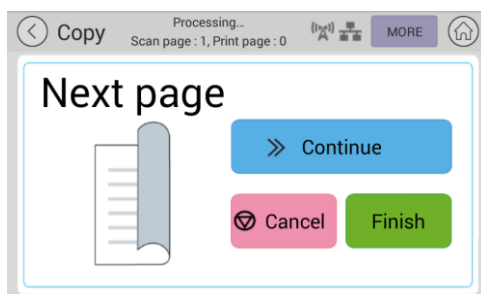 Copy
Processing...
Scan page : 1, Print page : 0
MORE
Next page
Continue
Cancel
Finish